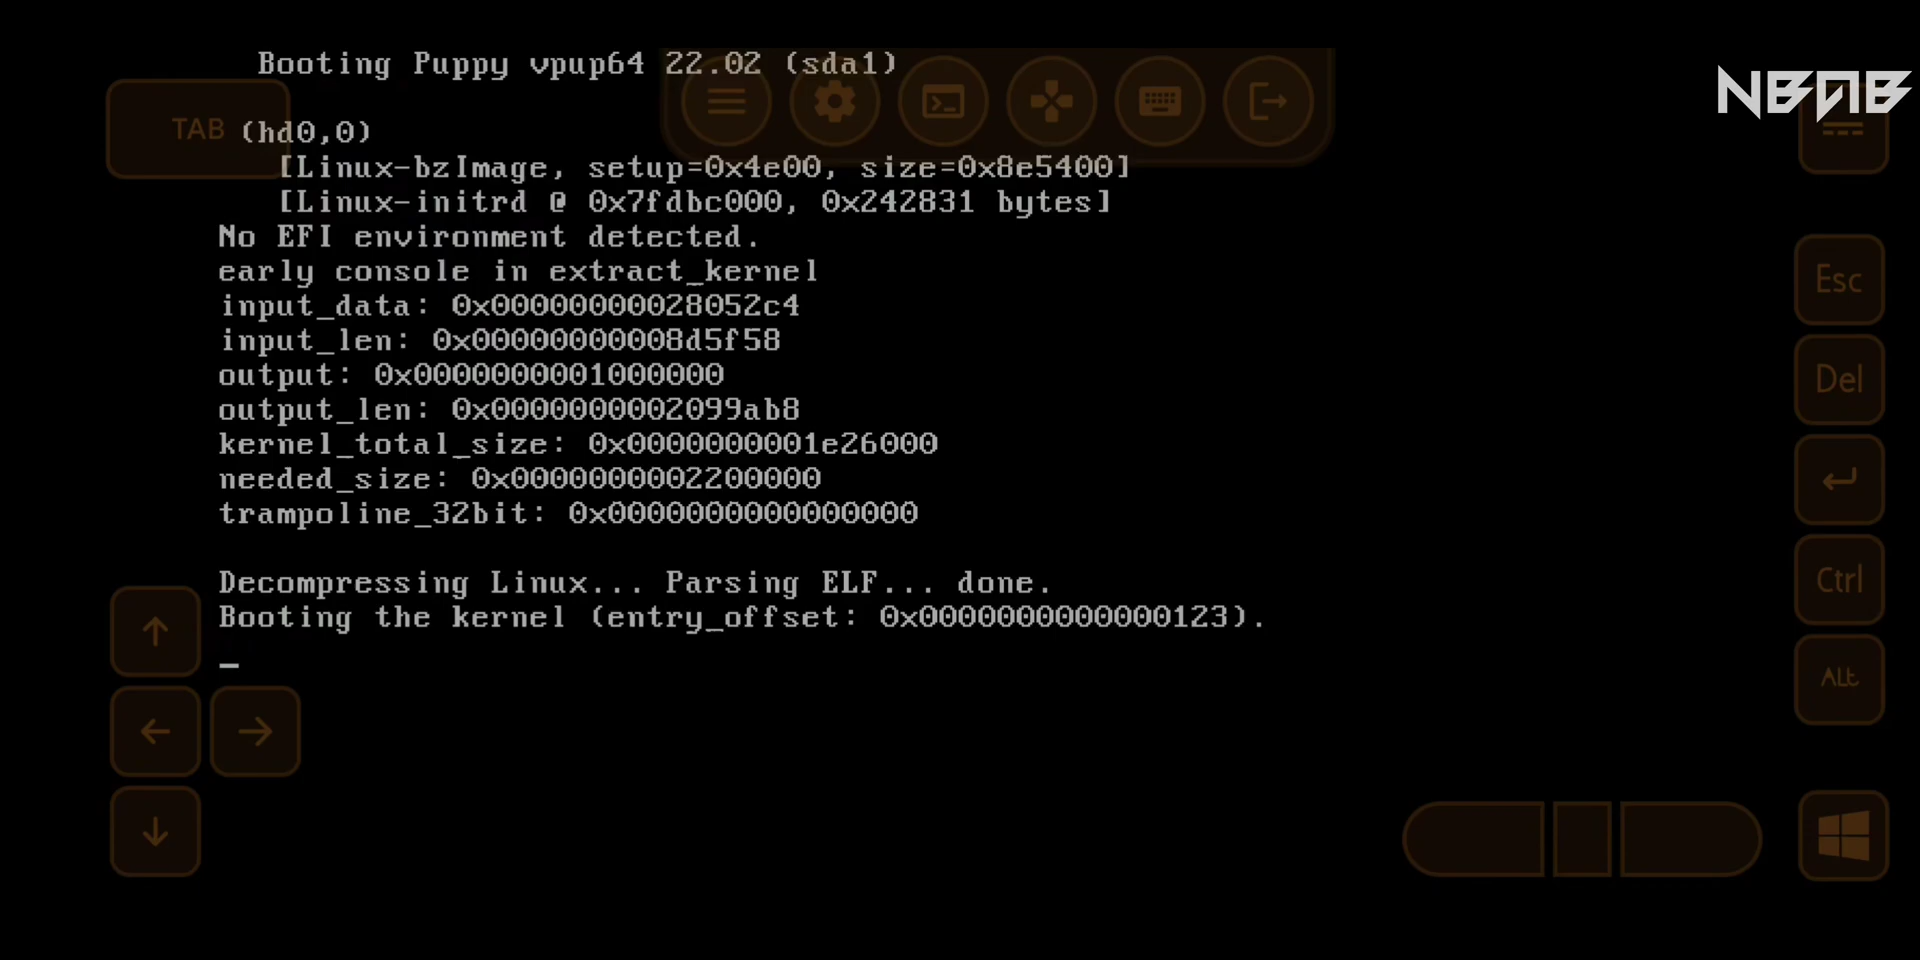 Booting Puppy vpup64 22.02 (sda1)
NBAB
TAB
(hd0,0)
[Linux-bzImage, setup=0x4e00, size=0x8e5400]
[Linux-initrd @ 0x7fdbc000, 0x242831 bytes]
No EFI environment detected.
early console in extract_kernel
Esc
input_data: 0x00000000028052c4
input_len: 0x00000000008d5f58
output: 0x0000000001000000
Del
output_len: 0x0000000002099ab8
kernel_total_size: 0x0000000001e26000
needed_size: 0x0000000002200000
trampoline_32bit: 0x0000000000000000
Decompressing Linux... Parsing ELF... done.
Ctrl
Booting the kernel (entry_offset: 0x0000000000000123).
ALt